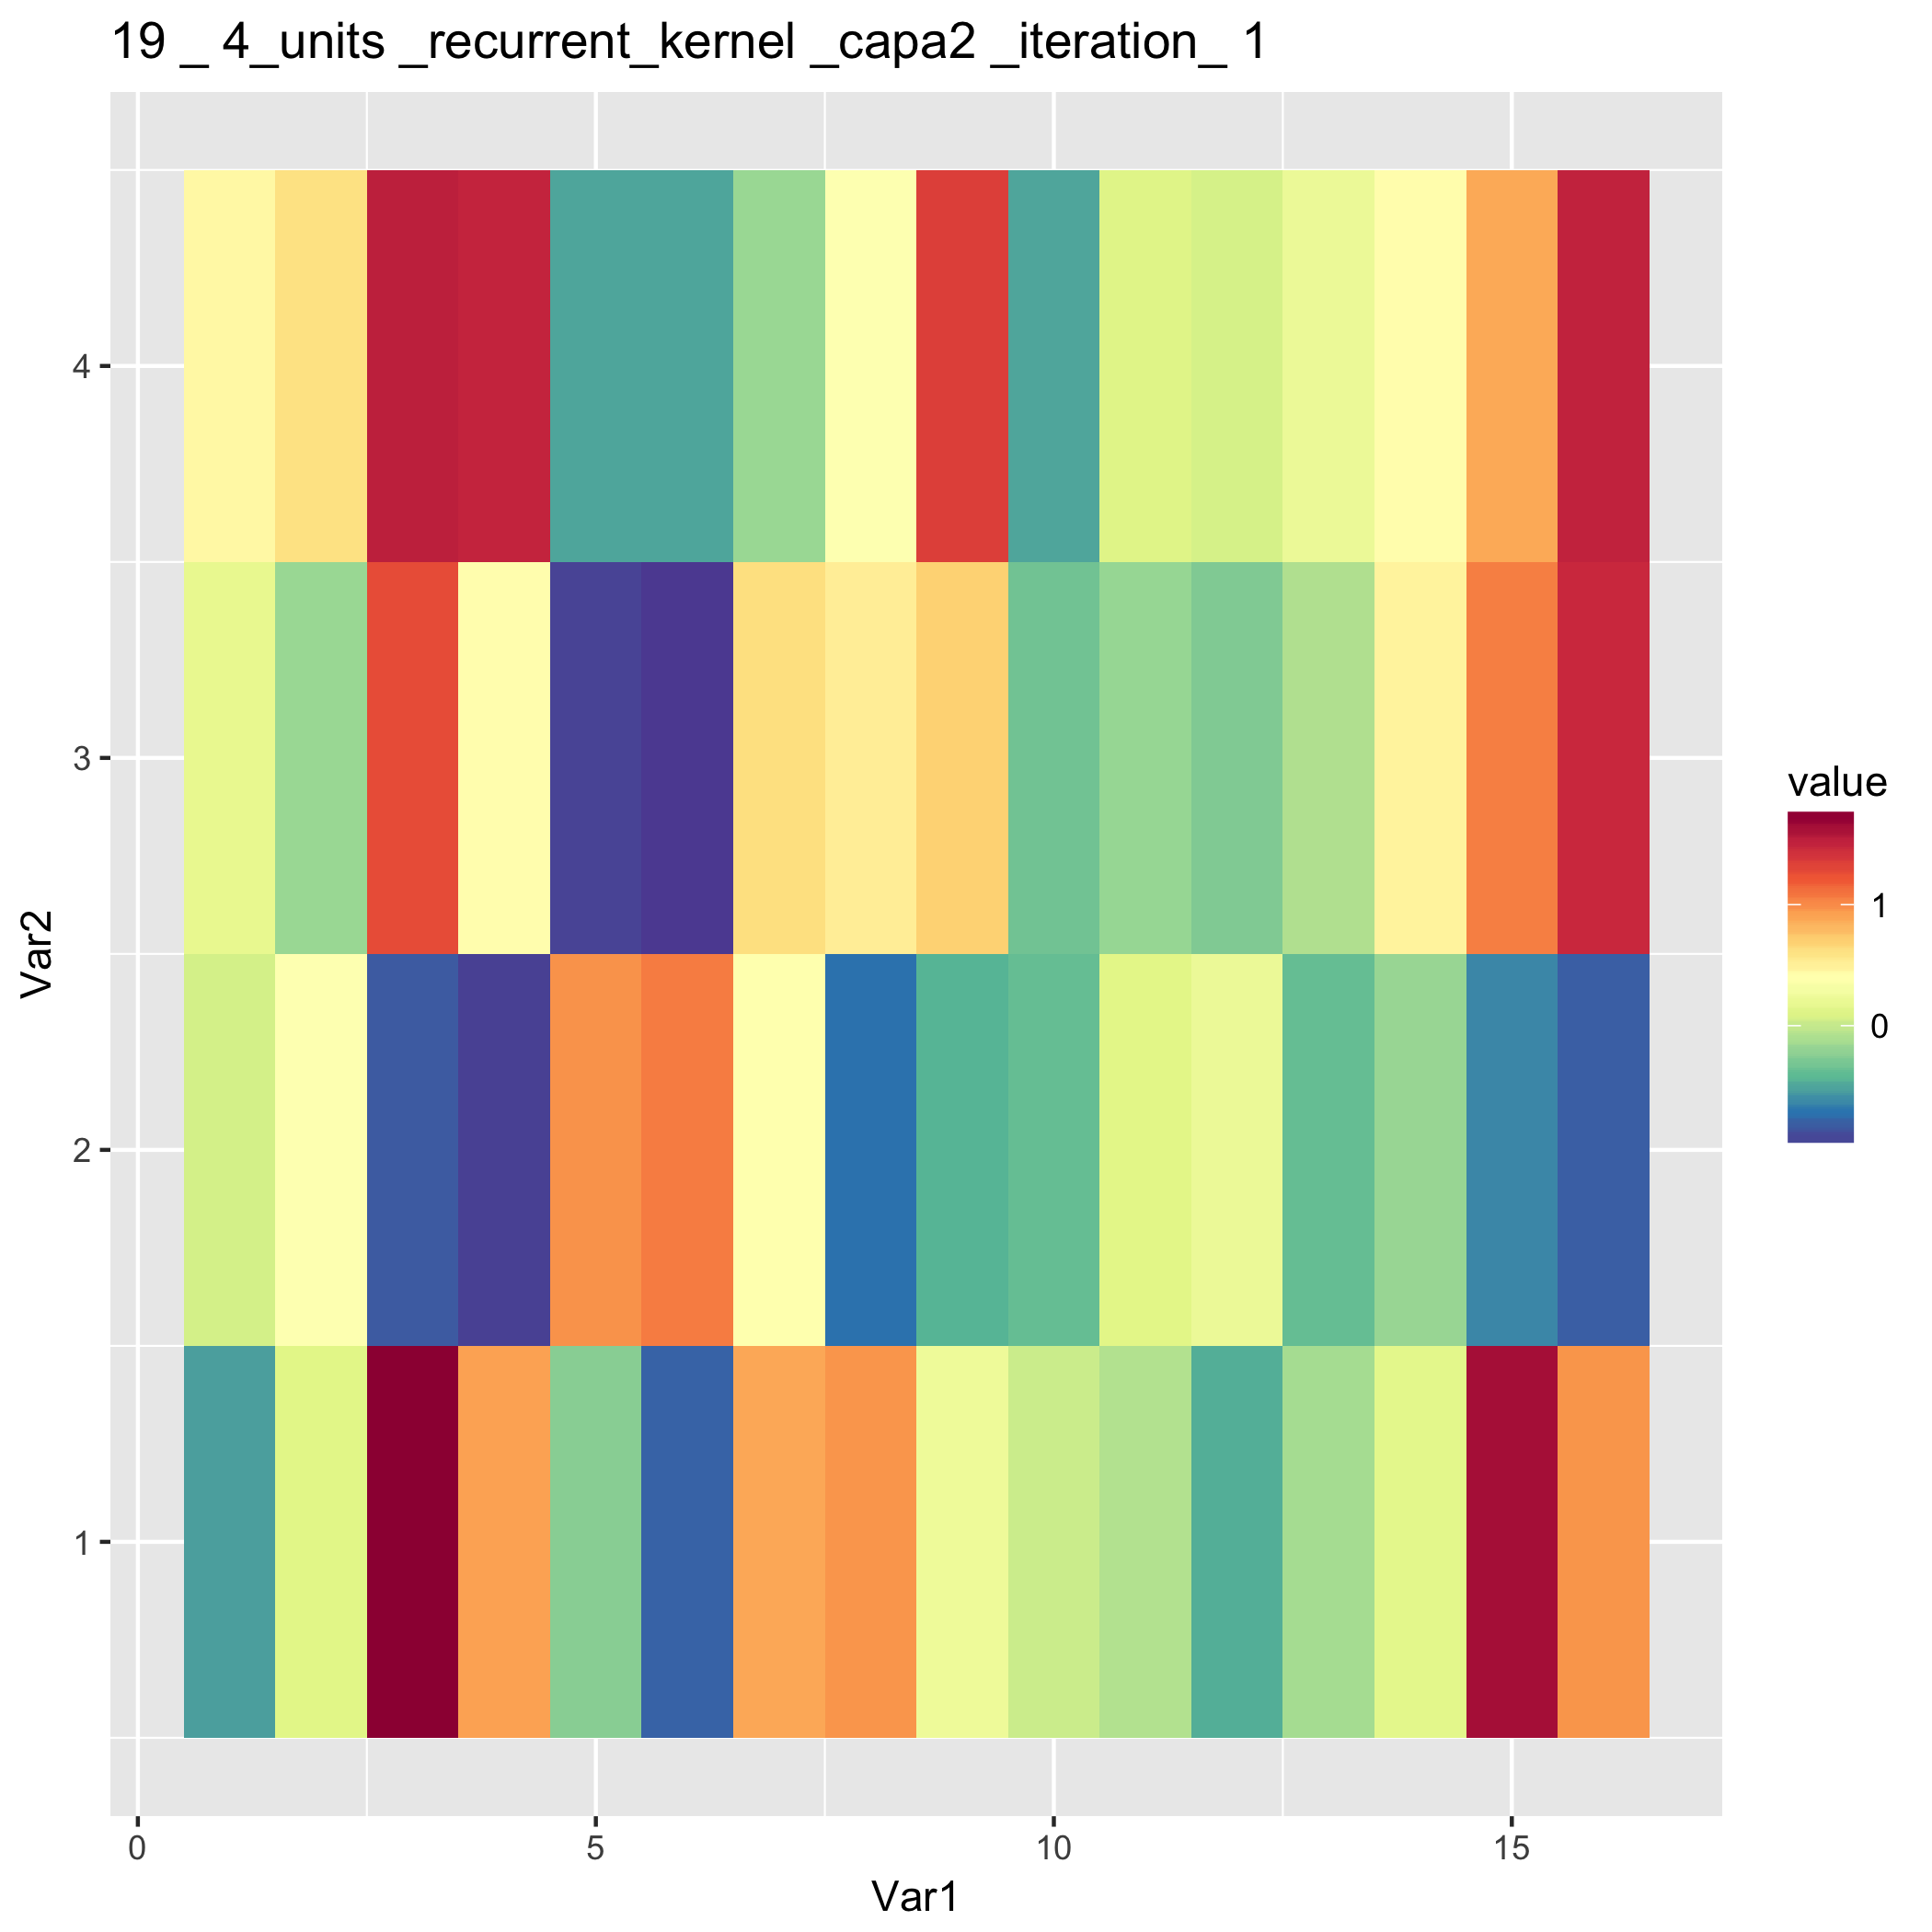 19 _ 4_units _recurrent_kernel _capa2 _iteration_ 1
4
3
2
1
Var2
0
5
10
15
Var1
value
1
0